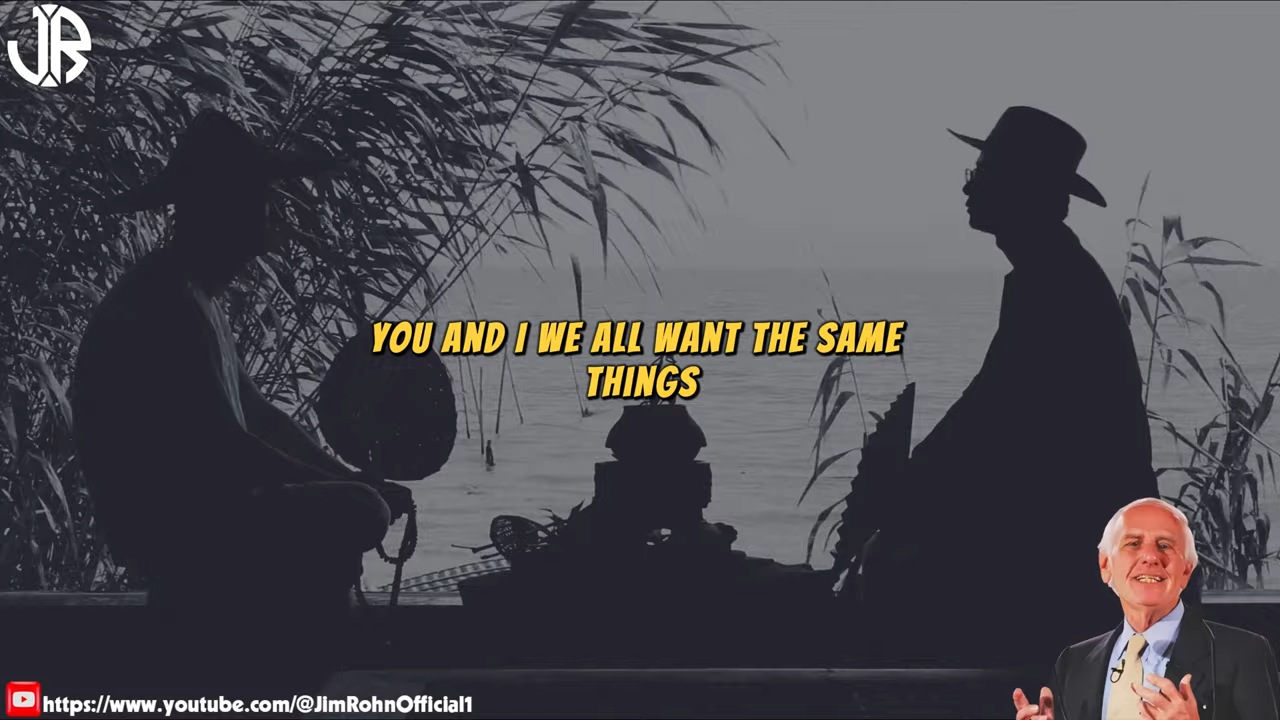 JR
YOU AND I WE ALL WANT THE SAME
THINGS
https://www.youtube.com/@JimRohnOfficial1